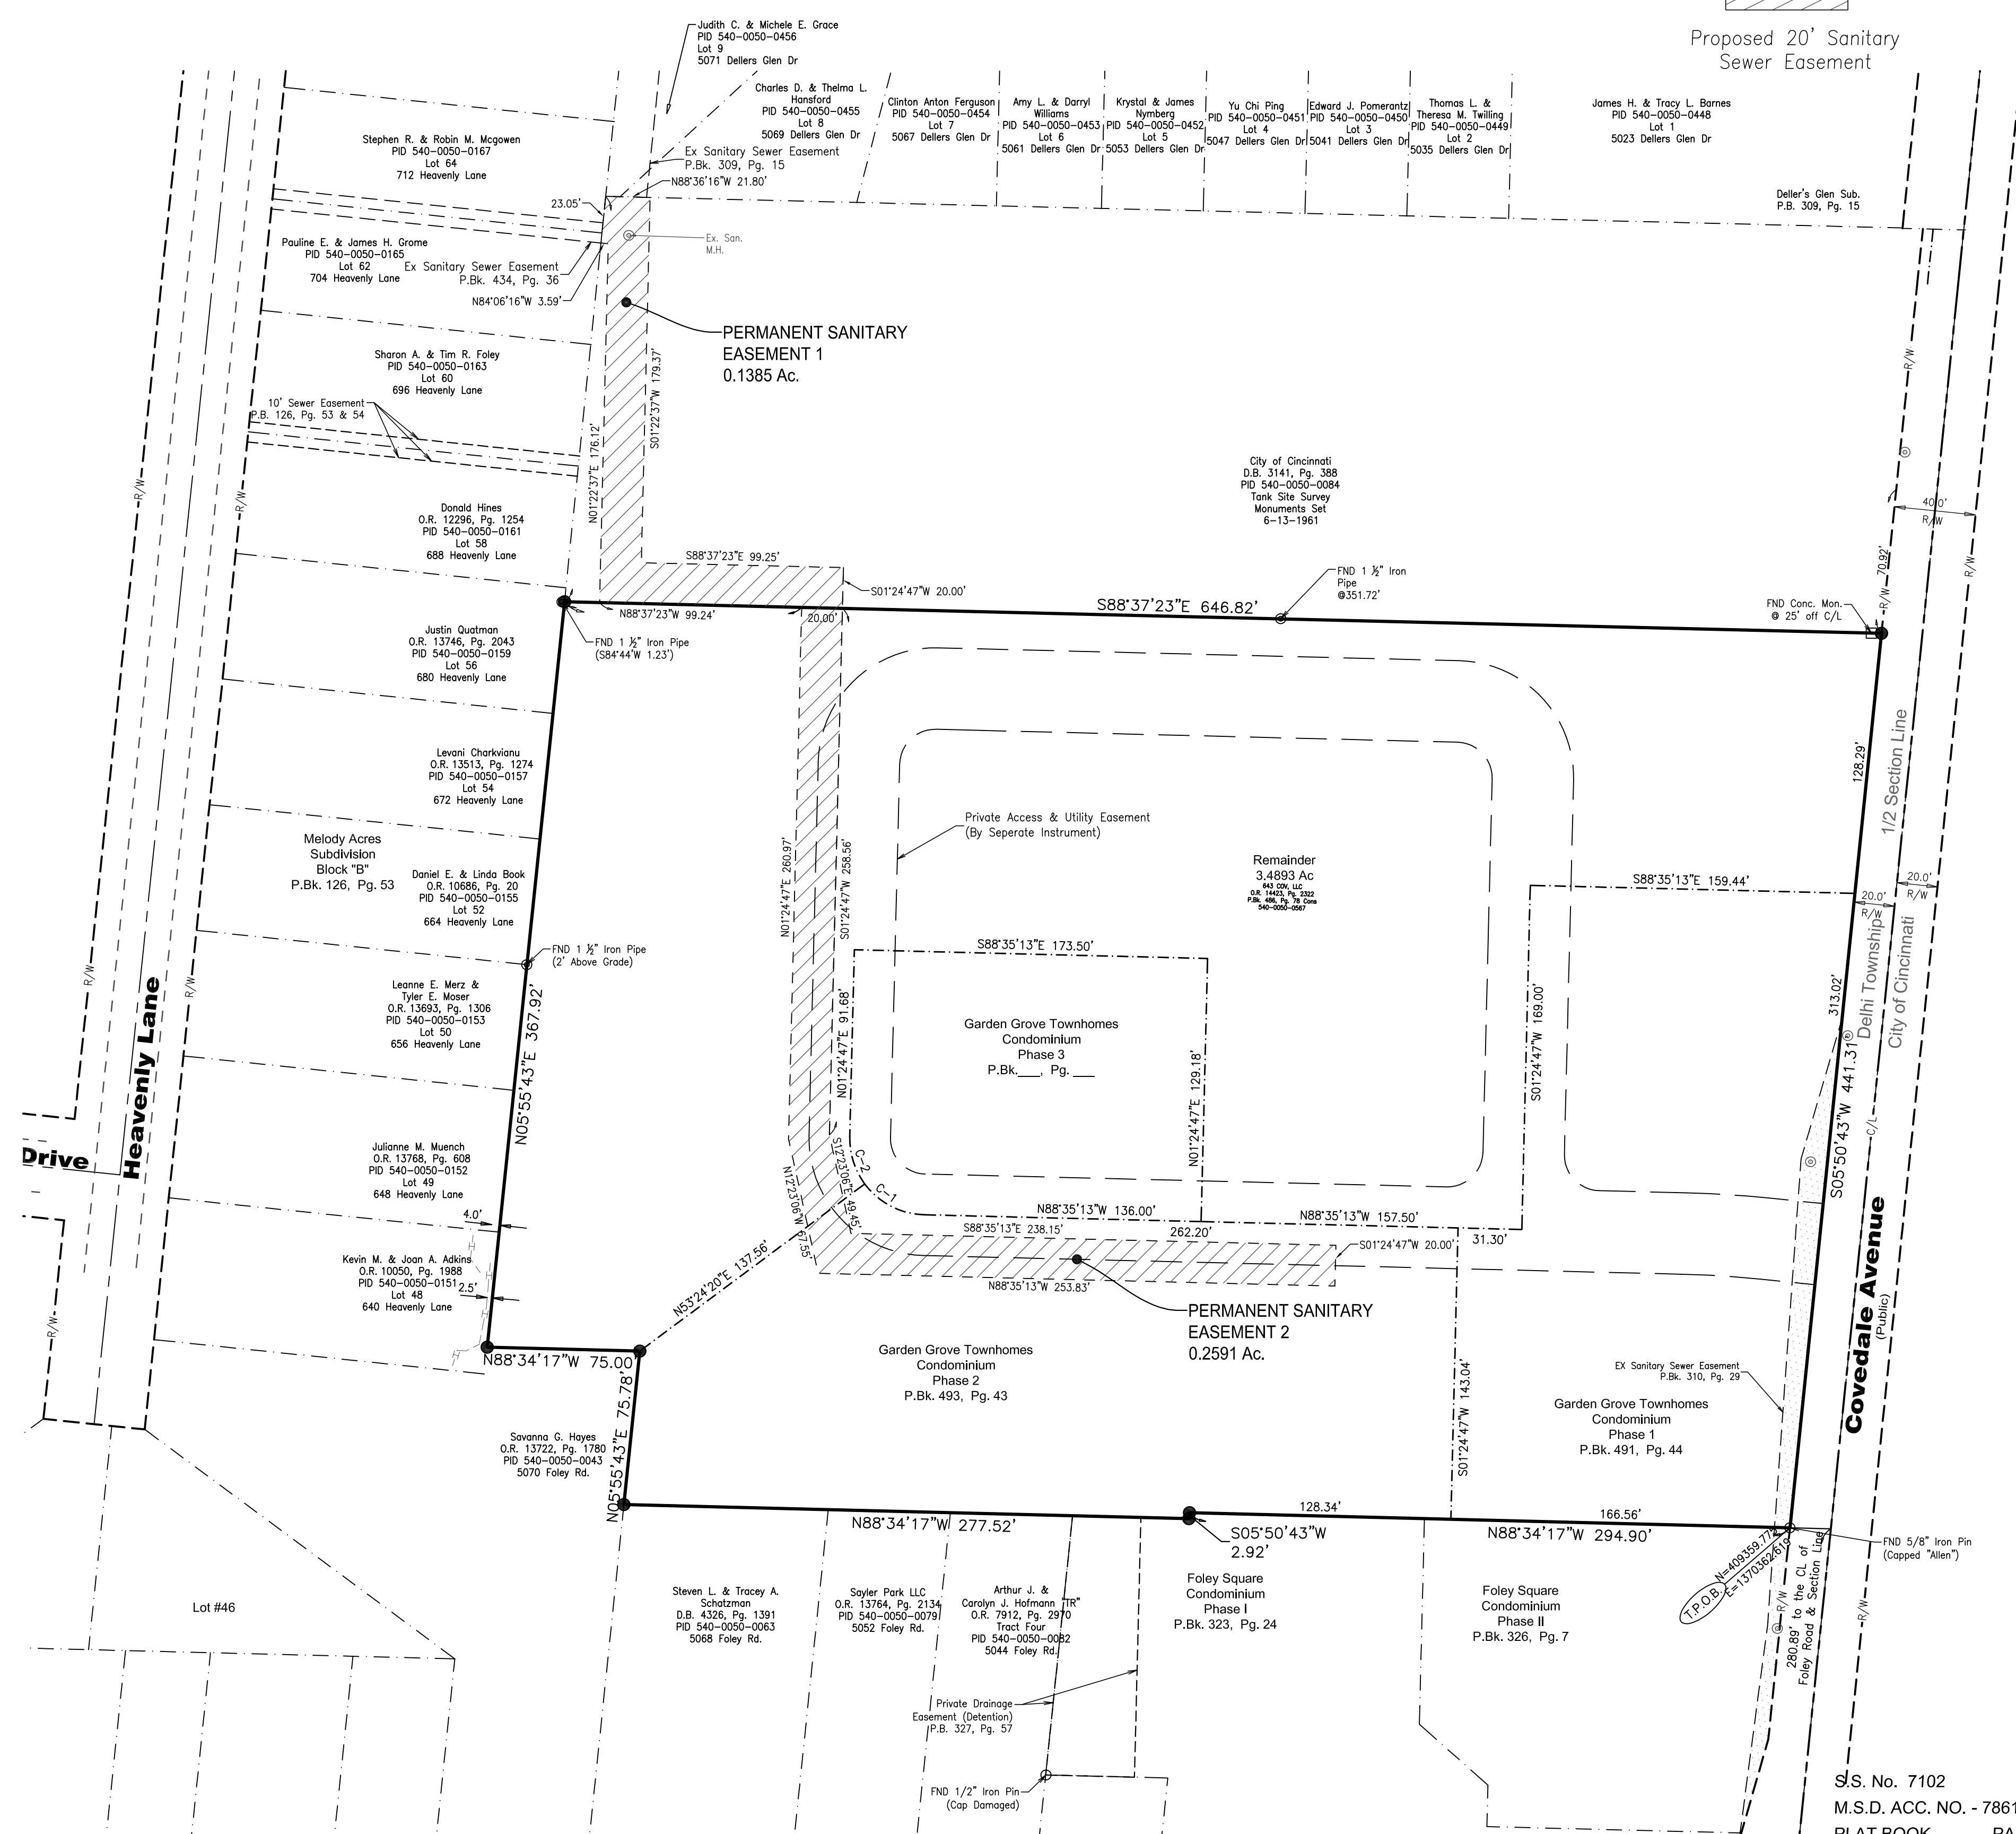 Proposed 20' Sanitary
Sewer Easement
Judith C. & Michele E. Grace
PID 540-0050-0456
Lot 9
5071 Dellers Glen Dr
Charles D. & Thelma L.
Hansford
PID 540-0050-0455
Lot 8
5069 Dellers Glen Dr
Clinton Anton Ferguson
PID 540-0050-0454
Lot 7
5067 Dellers Glen Dr
Amy L. & Darryl
Williams
PID 540-0050-0453
Lot 6
5061 Dellers Glen Dr
Krystal & James
Nymberg
PID 540-0050-0452
Lot 5
5053 Dellers Glen Dr
Yu Chi Ping
PID 540-0050-0451
Lot 4
5047 Dellers Glen Dr
Edward J. Pomerantz
PID 540-0050-0450
Lot 3
5041 Dellers Glen Dr
Thomas L. &
Theresa M. Twilling
PID 540-0050-0449
Lot 2
5035 Dellers Glen Dr
James H. & Tracy L. Barnes
PID 540-0050-0448
Lot 1
5023 Dellers Glen Dr
Deller's Glen Sub.
P.B. 309, Pg. 15
Stephen R. & Robin M. Mcgowen
PID 540-0050-0167
Lot 64
712 Heavenly Lane
Ex Sanitary Sewer Easement
P.Bk. 309, Pg. 15
N88°36'16"W 21.80'
23.05'
Ex. San.
M.H.
Pauline E. & James H. Grome
PID 540-0050-0165
Lot 62
704 Heavenly Lane
Ex Sanitary Sewer Easement
P.Bk. 434, Pg. 36
N84°06'16"W 3.59'
PERMANENT SANITARY
EASEMENT 1
0.1385 Ac.
Sharon A. & Tim R. Foley
PID 540-0050-0163
Lot 60
696 Heavenly Lane
10' Sewer Easement
P.B. 126, Pg. 53 & 54
S01°22'37"W 179.37'
N01°22'37"E 176.12'
City of Cincinnati
D.B. 3141, Pg. 388
PID 540-0050-0084
Tank Site Survey
Monuments Set
6-13-1961
R/W
R/W
R/W
40.0'
R/W
R/W
70.92'
R/W
Donald Hines
O.R. 12296, Pg. 1254
PID 540-0050-0161
Lot 58
688 Heavenly Lane
S88°37'23"E 99.25'
S01°24'47"W 20.00'
N88°37'23"W 99.24'
20.00'
S88°37'23"E 646.82'
FND 1 ½" Iron
Pipe
@351.72'
FND Conc. Mon.
@ 25' off C/L
FND 1 ½" Iron Pipe
(S84°44'W 1.23')
Justin Quatman
O.R. 13746, Pg. 2043
PID 540-0050-0159
Lot 56
680 Heavenly Lane
Levani Charkvianu
O.R. 13513, Pg. 1274
PID 540-0050-0157
Lot 54
672 Heavenly Lane
128.29'
1/2 Section Line
Private Access & Utility Easement
(By Seperate Instrument)
Melody Acres
Subdivision
Block "B"
P.Bk. 126, Pg. 53
Daniel E. & Linda Book
O.R. 10686, Pg. 20
PID 540-0050-0155
Lot 52
664 Heavenly Lane
N01°24'47"E 260.97'
S01°24'47"W 258.56'
Remainder
3.4893 Ac
643 COV, LLC
O.R. 14423, Pg. 2322
P.Bk. 486, Pg. 78 Cons
540-0050-0567
S88°35'13"E 159.44'
20.0'
R/W
20.0'
R/W
Delhi Township
City of Cincinnati
FND 1 ½" Iron Pipe
(2' Above Grade)
S88°35'13"E 173.50'
R/W
R/W
Leanne E. Merz &
Tyler E. Moser
O.R. 13693, Pg. 1306
PID 540-0050-0153
Lot 50
656 Heavenly Lane
N05°55'43"E 367.92'
N01°24'47"E 91.68'
Garden Grove Townhomes
Condominium
Phase 3
P.Bk.___, Pg. ___
N01°24'47"E 129.18'
S01°24'47"W 169.00'
313.02'
S05°50'43"W 441.31'
C/L
Heavenly Lane
Drive
Julianne M. Muench
O.R. 13768, Pg. 608
PID 540-0050-0152
Lot 49
648 Heavenly Lane
4.0'
N12°23'06"W 67.55'
S12°23'06"E 49.45'
C-2
C-1
N88°35'13"W 136.00'
N88°35'13"W 157.50'
S88°35'13"E 238.15'
262.20'
31.30'
S01°24'47"W 20.00'
N88°35'13"W 253.83'
Kevin M. & Joan A. Adkins
O.R. 10050, Pg. 1988
PID 540-0050-0151
Lot 48
640 Heavenly Lane
2.5'
N53°24'20"E 137.56'
R/W
PERMANENT SANITARY
EASEMENT 2
0.2591 Ac.
N88°34'17"W 75.00'
Garden Grove Townhomes
Condominium
Phase 2
P.Bk. 493, Pg. 43
S01°24'47"W 143.04'
EX Sanitary Sewer Easement
P.Bk. 310, Pg. 29
Garden Grove Townhomes
Condominium
Phase 1
P.Bk. 491, Pg. 44
Covedale Avenue
(Public)
Savanna G. Hayes
O.R. 13722, Pg. 1780
PID 540-0050-0043
5070 Foley Rd.
N05°55'43"E 75.78'
N88°34'17"W 277.52'
128.34'
S05°50'43"W
2.92'
166.56'
N88°34'17"W 294.90'
FND 5/8" Iron Pin
(Capped "Allen")
T.P.O.B.
N=409359.773
E=1370362.619
280.89' to the CL of
Foley Road & Section Line
R/W
R/W
Lot #46
Steven L. & Tracey A.
Schatzman
D.B. 4326, Pg. 1391
PID 540-0050-0063
5068 Foley Rd.
Sayler Park LLC
O.R. 13764, Pg. 2134
PID 540-0050-0079
5052 Foley Rd.
Arthur J. &
Carolyn J. Hofmann "TR"
O.R. 7912, Pg. 2970
Tract Four
PID 540-0050-0082
5044 Foley Rd.
Foley Square
Condominium
Phase I
P.Bk. 323, Pg. 24
Foley Square
Condominium
Phase II
P.Bk. 326, Pg. 7
Private Drainage
Easement (Detention)
P.B. 327, Pg. 57
FND 1/2" Iron Pin
(Cap Damaged)
S.S. No. 7102
M.S.D. ACC. NO. - 7861
PLAT BOOK